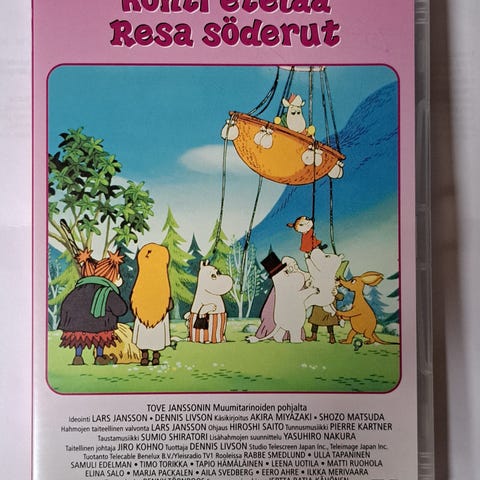 kohti etelää
Resa söderut
TOVE JANSSONIN Muumitarinoiden pohjalta
Ideointi LARS JANSSON • DENNIS LIVSON Käsikirjoitus AKIRA MIYAZAKI • SHOZO MATSUDA
Hahmojen taiteellinen valvonta LARS JANSSON Ohjaus HIROSHI SAITO Tunnusmusiikki PIERRE KARTNER
Taustamusiikki SUMIO SHIRATORI Lisähahmojen suunnittelu YASUHIRO NAKURA
Taiteellinen johtaja JIRO KOHNO Tuottaja DENNIS LIVSON Studio Telescreen Japan Inc., Teleimage Japan Inc.
Tuotanto Telecable Benelux B.V./Yleisradio TV1 Rooleissa RABBE SMEDLUND • ULLA TAPANINEN
SAMULI EDELMAN • TIMO TORIKKA • TAPIO HÄMÄLÄINEN • LEENA UOTILA • MATTI RUOHOLA
ELINA SALO • MARJA PACKALEN • AILA SVEDBERG • EERO AHRE • ILKKA MERIVAARA